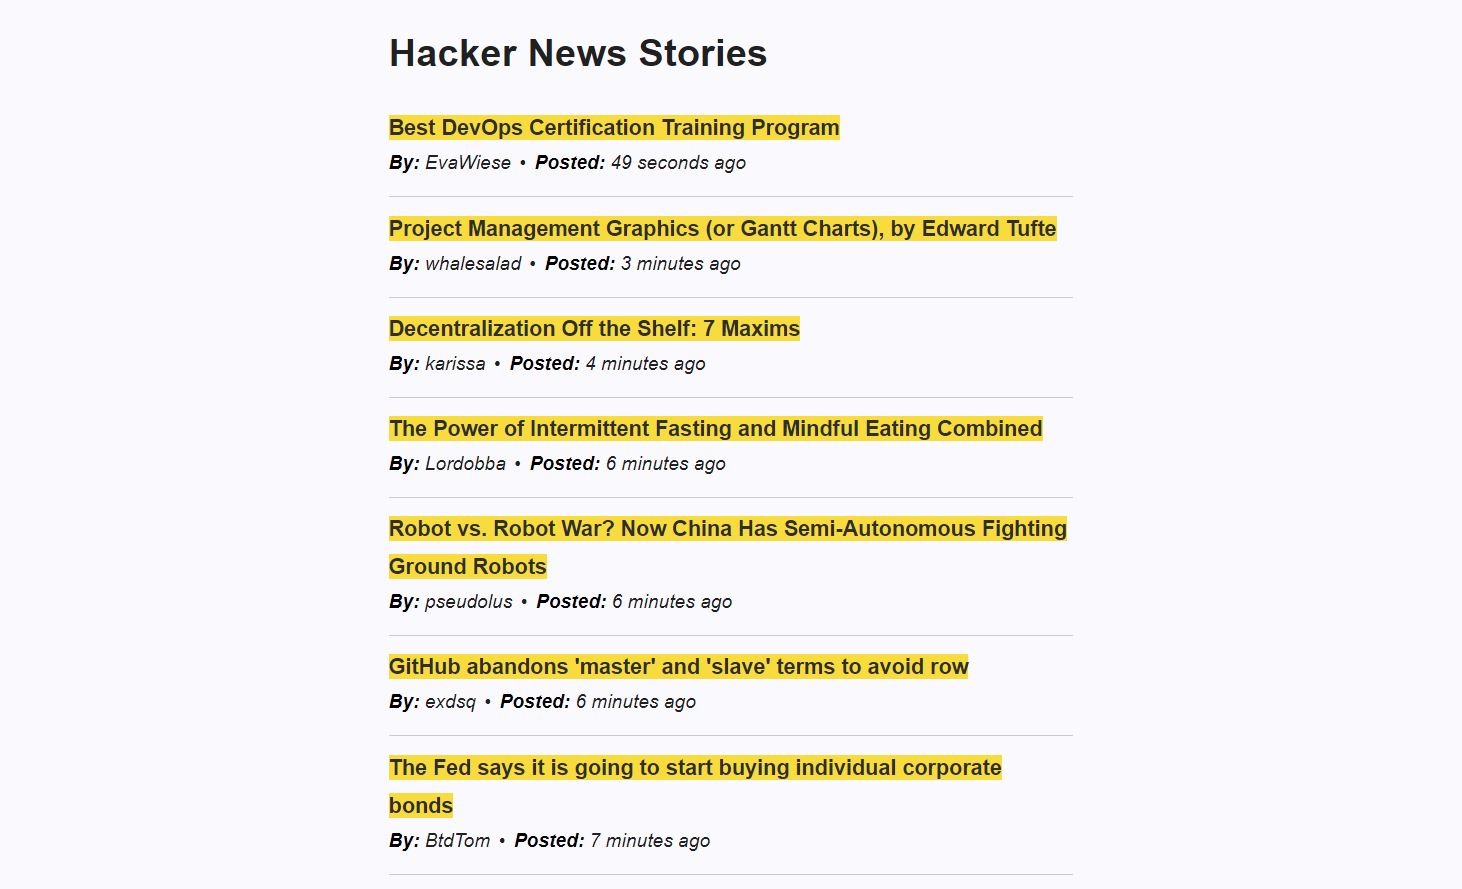 Hacker News Stories
Best DevOps Certification Training Program
By: EvaWiese • Posted: 49 seconds ago
Project Management Graphics (or Gantt Charts), by Edward Tufte
By: whalesalad • Posted: 3 minutes ago
Decentralization Off the Shelf: 7 Maxims
By: karissa • Posted: 4 minutes ago
The Power of Intermittent Fasting and Mindful Eating Combined
By: Lordobba • Posted: 6 minutes ago
Robot vs. Robot War? Now China Has Semi-Autonomous Fighting
Ground Robots
By: pseudolus • Posted: 6 minutes ago
GitHub abandons 'master' and 'slave' terms to avoid row
By: exdsq • Posted: 6 minutes ago
The Fed says it is going to start buying individual corporate
bonds
By: BtdTom • Posted: 7 minutes ago